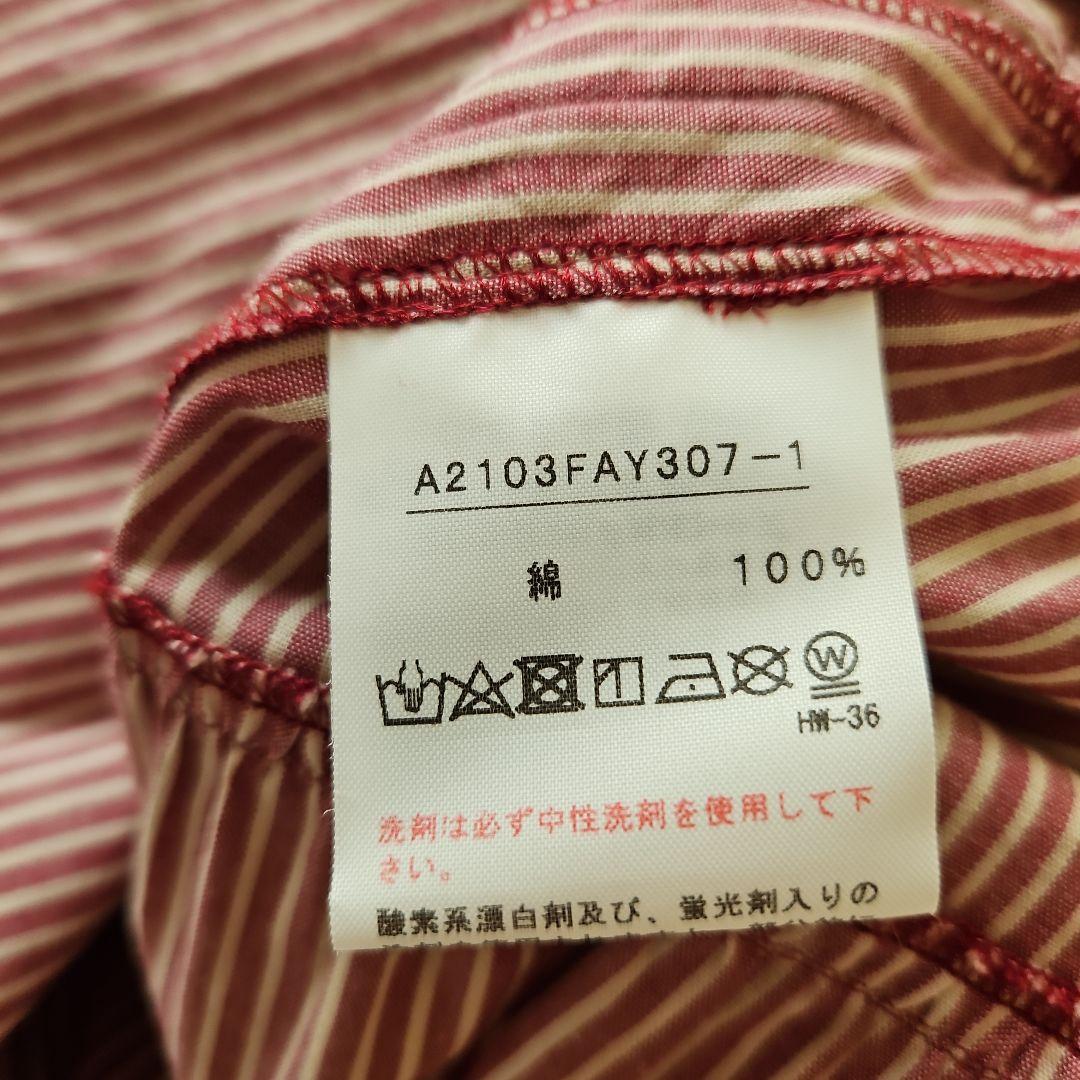 A2103FAY307-1
綿 100%
W
HW-36
洗剤は必ず中性洗剤を使用して下
さい。
酸素系漂白剤及び、蛍光剤入りの